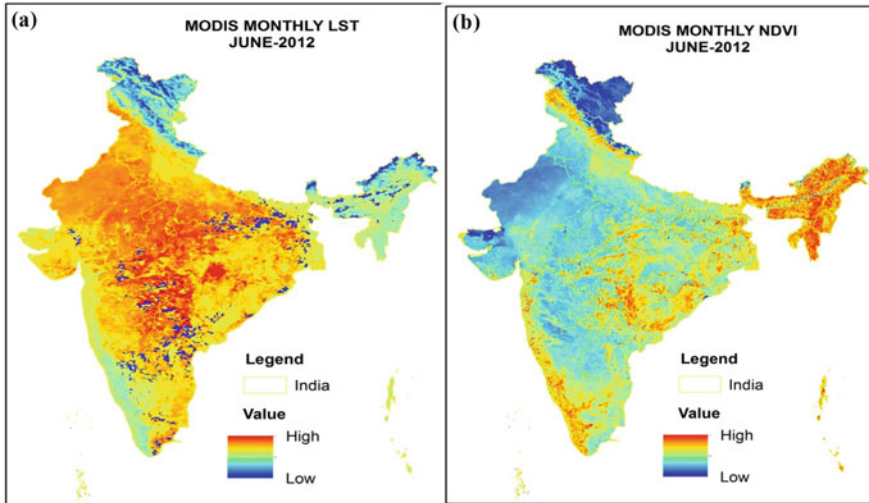 (a)
MODIS MONTHLY LST
JUNE-2012
Legend
India
Value
High
Low
(b)
MODIS MONTHLY NDVI
JUNE-2012
Legend
India
Value
High
Low